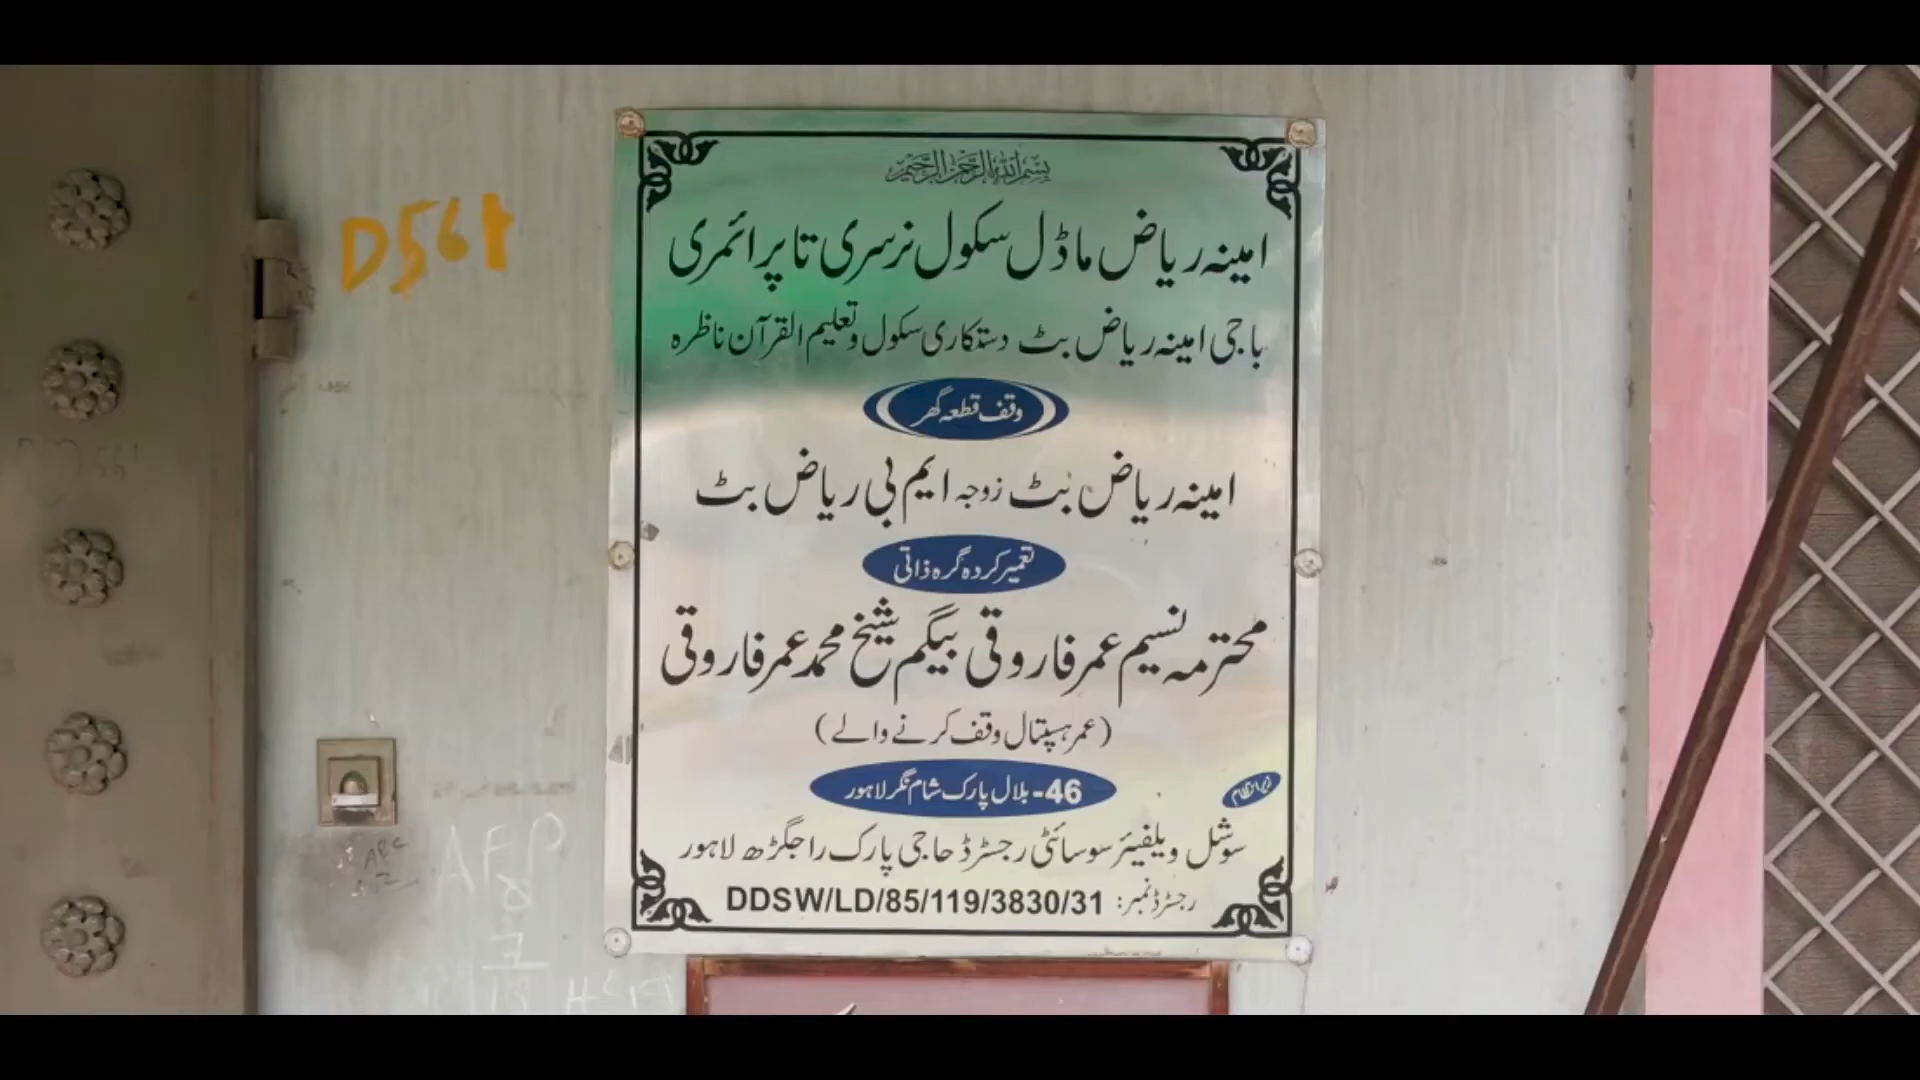 بسم اللہ الرحمن الرحیم
امینہ ریاض ماڈل سکول نرسری تا پرائمری
باجی امینہ ریاض بٹ دستکاری سکول و تعلیم القرآن ناظرہ
وقف قطعہ گھر
امینہ ریاض بٹ زوجہ ایم بی ریاض بٹ
تعمیر کردہ گرہ ذاتی
محترمہ نسیم عمر فاروقی بیگم شیخ محمد عمر فاروقی
(عمر ہسپتال وقف کرنے والے)
46- بلال پارک شام نگر لاہور
زیر انتظام
سوشل ویلفیئر سوسائٹی رجسٹرڈ حاجی پارک راجگڑھ لاہور
رجسٹرڈ نمبر: DDSW/LD/85/119/3830/31
D561
AFP